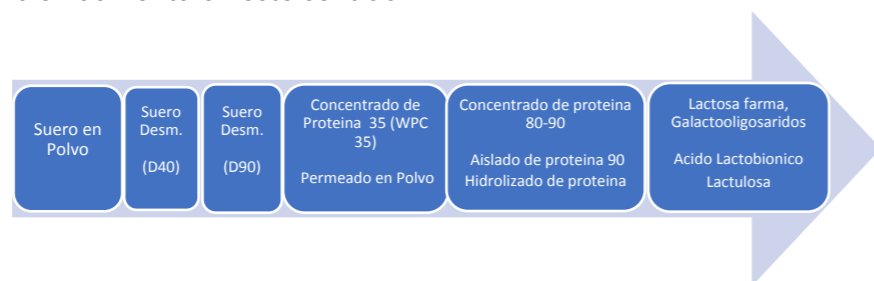 Suero en
Polvo
Suero
Desm.
(D40)
Suero
Desm.
(D90)
Concentrado de
Proteina 35 (WPC
35)
Permeado en Polvo
Concentrado de proteina
80-90
Aislado de proteina 90
Hidrolizado de proteina
Lactosa farma,
Galactooligosaridos
Acido Lactobionico
Lactulosa